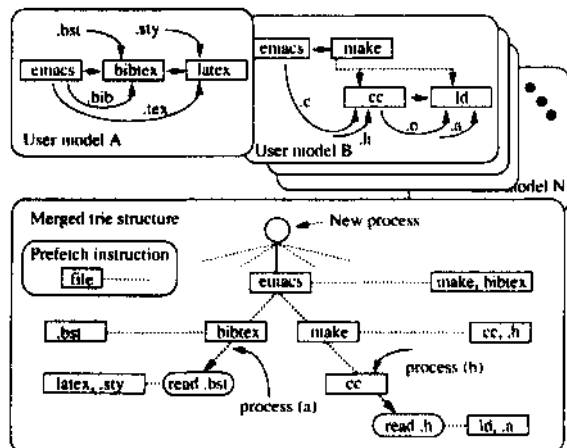 .bst
.sty
emacs
bibtex
latex
.bib
.tex
User model A
emacs
make
.c
cc
ld
.h
.o
.a
User model B
model N
Merged trie structure
New process
Prefetch instruction
file
emacs
make, bibtex
.bst
bibtex
make
cc, .h
latex, .sty
read .bst
process (a)
cc
process (b)
read .h
ld, .a